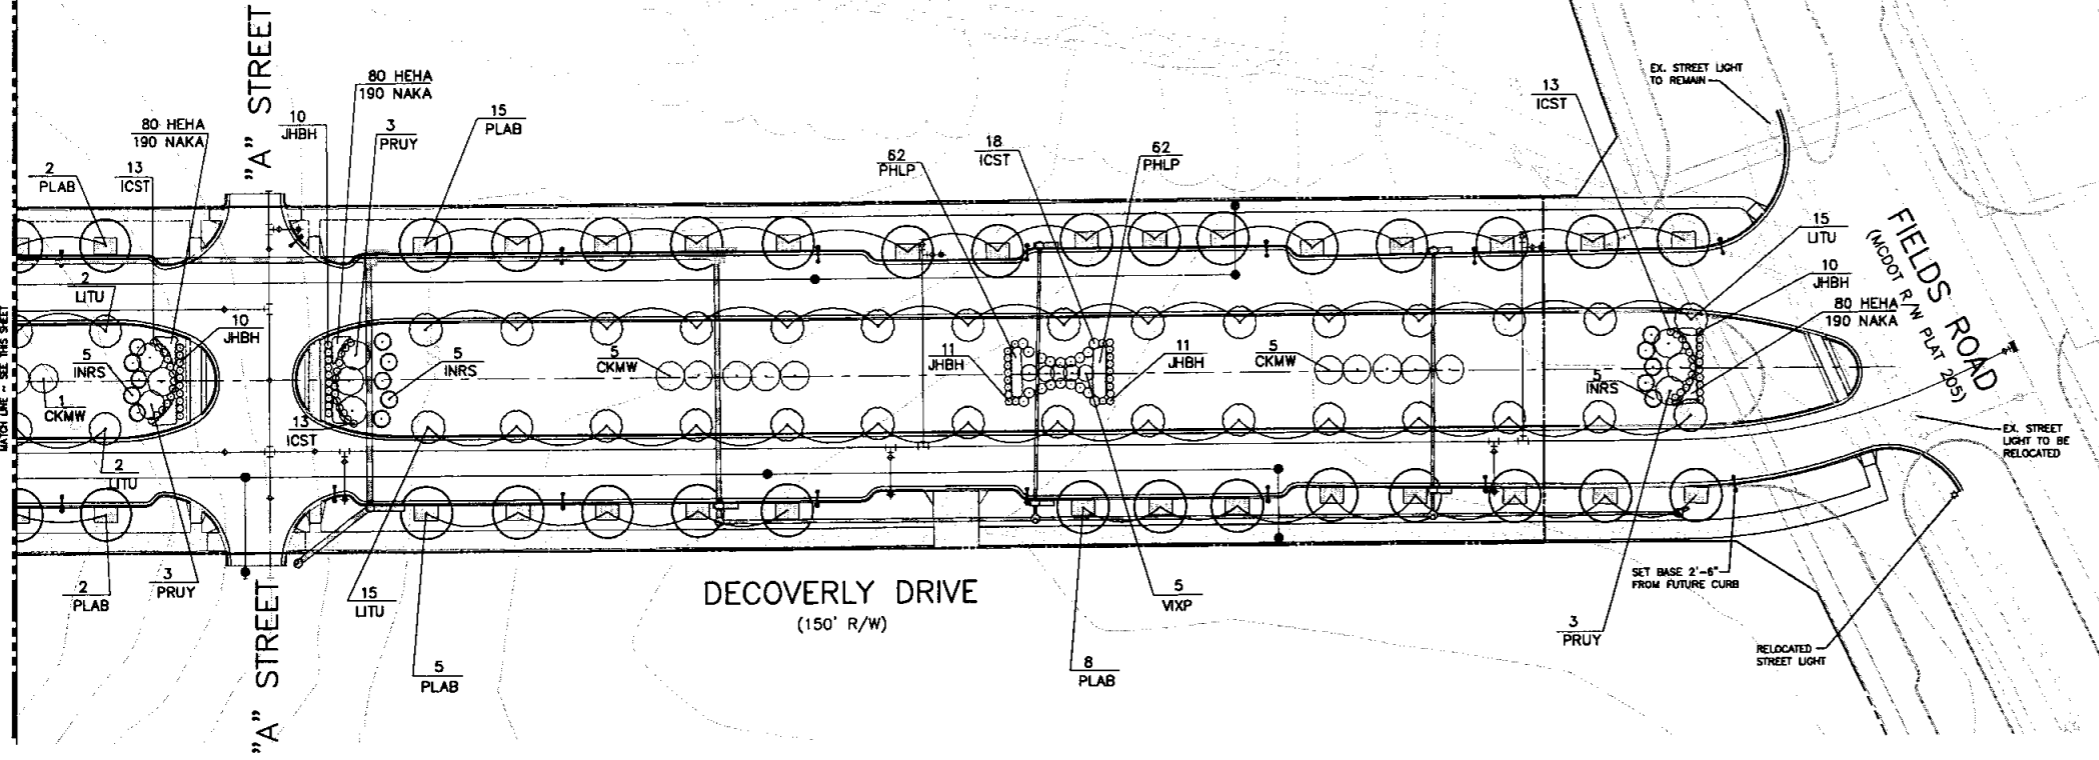 "A" STREET
80 HEHA
190 NAKA
2
PLAB
13
ICST
80 HEHA
190 NAKA
10
JHBH
3
PRUY
15
PLAB
62
PHLP
18
ICST
62
PHLP
13
ICST
EX. STREET LIGHT
TO REMAIN
15
LITU
10
JHBH
80 HEHA
190 NAKA
FIELDS ROAD
(MCDOT R/W PLAT 205)
MATCH LINE ~ SEE THIS SHEET
2
LITU
10
JHBH
5
INRS
1
CKMW
5
INRS
13
ICST
5
CKMW
11
JHBH
11
JHBH
5
CKMW
5
INRS
EX. STREET
LIGHT TO BE
RELOCATED
2
LITU
2
PLAB
3
PRUY
15
LITU
5
PLAB
DECOVERLY DRIVE
(150' R/W)
5
VIXP
8
PLAB
SET BASE 2'-6"
FROM FUTURE CURB
3
PRUY
RELOCATED
STREET LIGHT
"A" STREET